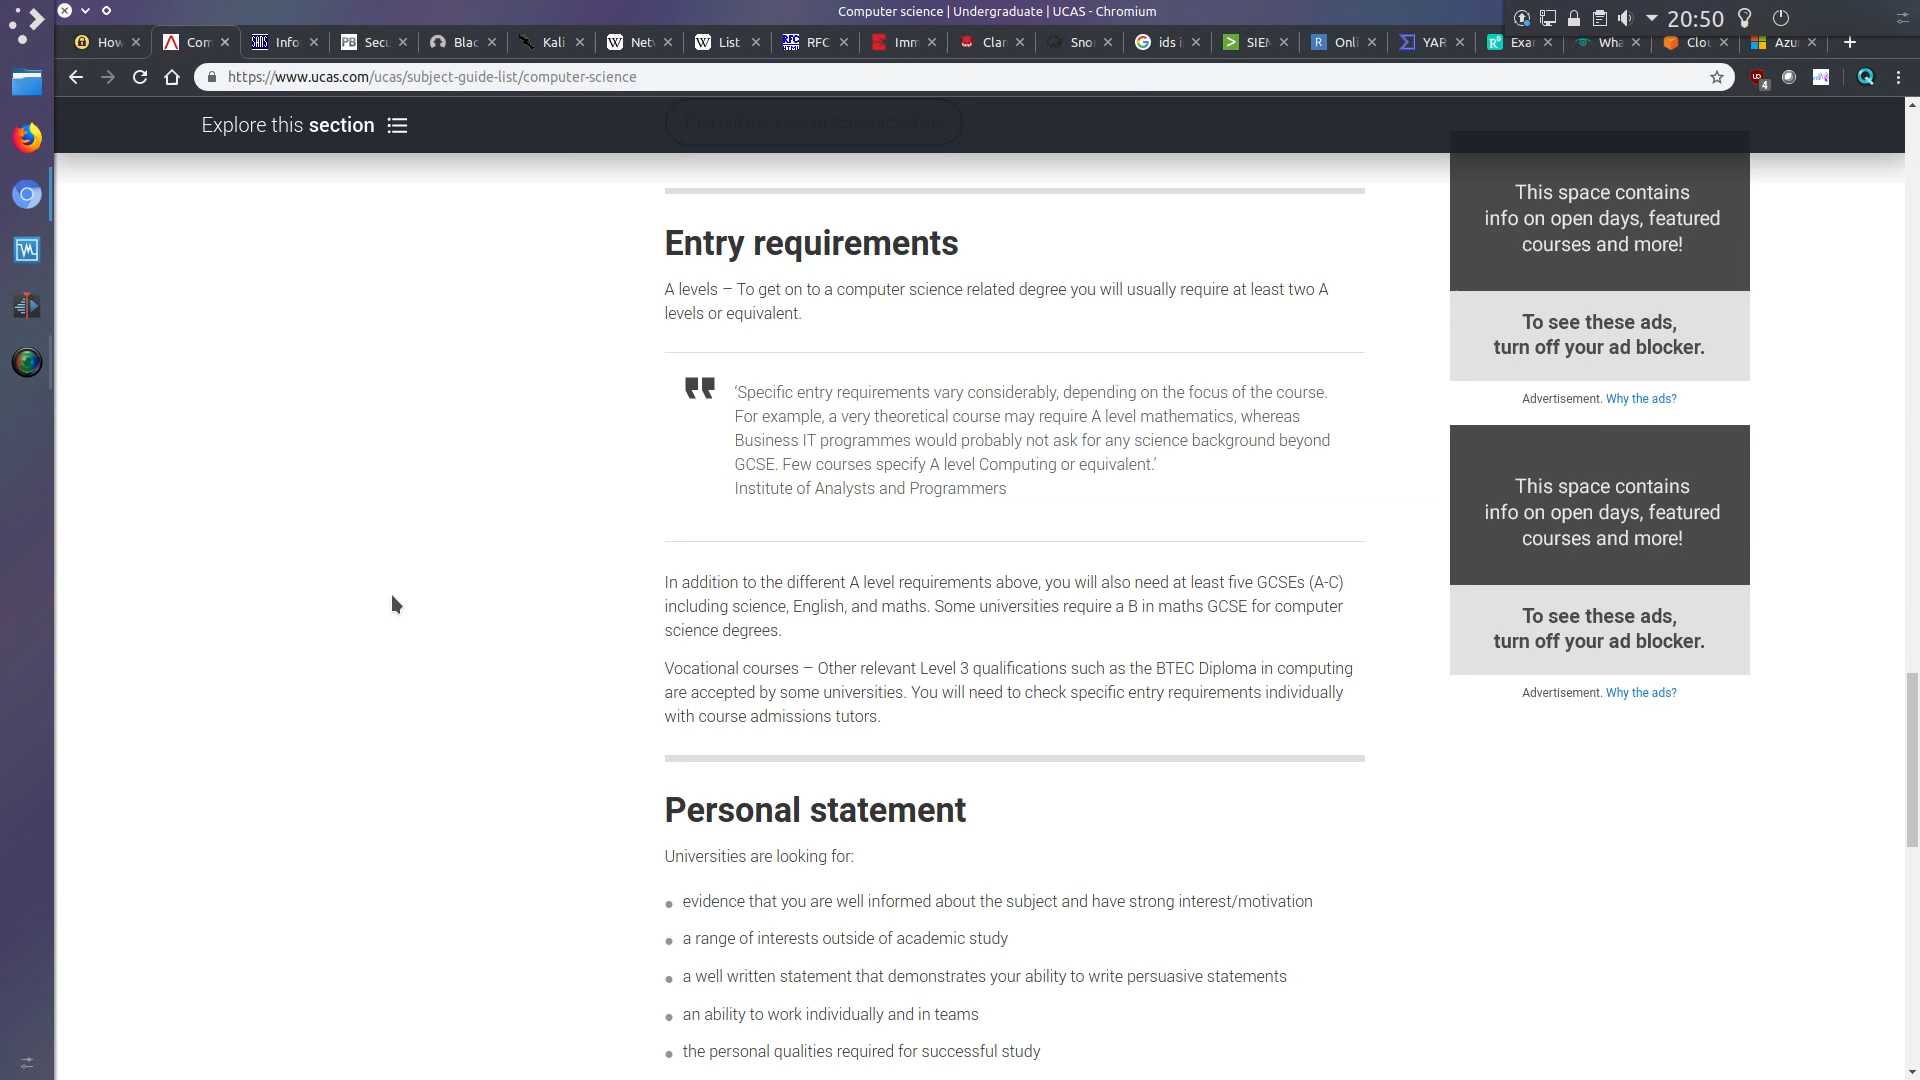 Computer science | Undergraduate | UCAS - Chromium
20:50
How
Com
Info
PB Secu
Blac
Kali
W Netw
W List
RFC
Imm
Clar
Sno
ids i
SIEM
R Onli
YAR
Exar
Wha
Clou
Azu
https://www.ucas.com/ucas/subject-guide-list/computer-science
4
Explore this section
Find out more about apprenticeships
Entry requirements
A levels – To get on to a computer science related degree you will usually require at least two A
levels or equivalent.
‘Specific entry requirements vary considerably, depending on the focus of the course.
For example, a very theoretical course may require A level mathematics, whereas
Business IT programmes would probably not ask for any science background beyond
GCSE. Few courses specify A level Computing or equivalent.’
Institute of Analysts and Programmers
In addition to the different A level requirements above, you will also need at least five GCSEs (A-C)
including science, English, and maths. Some universities require a B in maths GCSE for computer
science degrees.
Vocational courses – Other relevant Level 3 qualifications such as the BTEC Diploma in computing
are accepted by some universities. You will need to check specific entry requirements individually
with course admissions tutors.
Personal statement
Universities are looking for:
evidence that you are well informed about the subject and have strong interest/motivation
a range of interests outside of academic study
a well written statement that demonstrates your ability to write persuasive statements
an ability to work individually and in teams
the personal qualities required for successful study
This space contains
info on open days, featured
courses and more!
To see these ads,
turn off your ad blocker.
Advertisement. Why the ads?
This space contains
info on open days, featured
courses and more!
To see these ads,
turn off your ad blocker.
Advertisement. Why the ads?